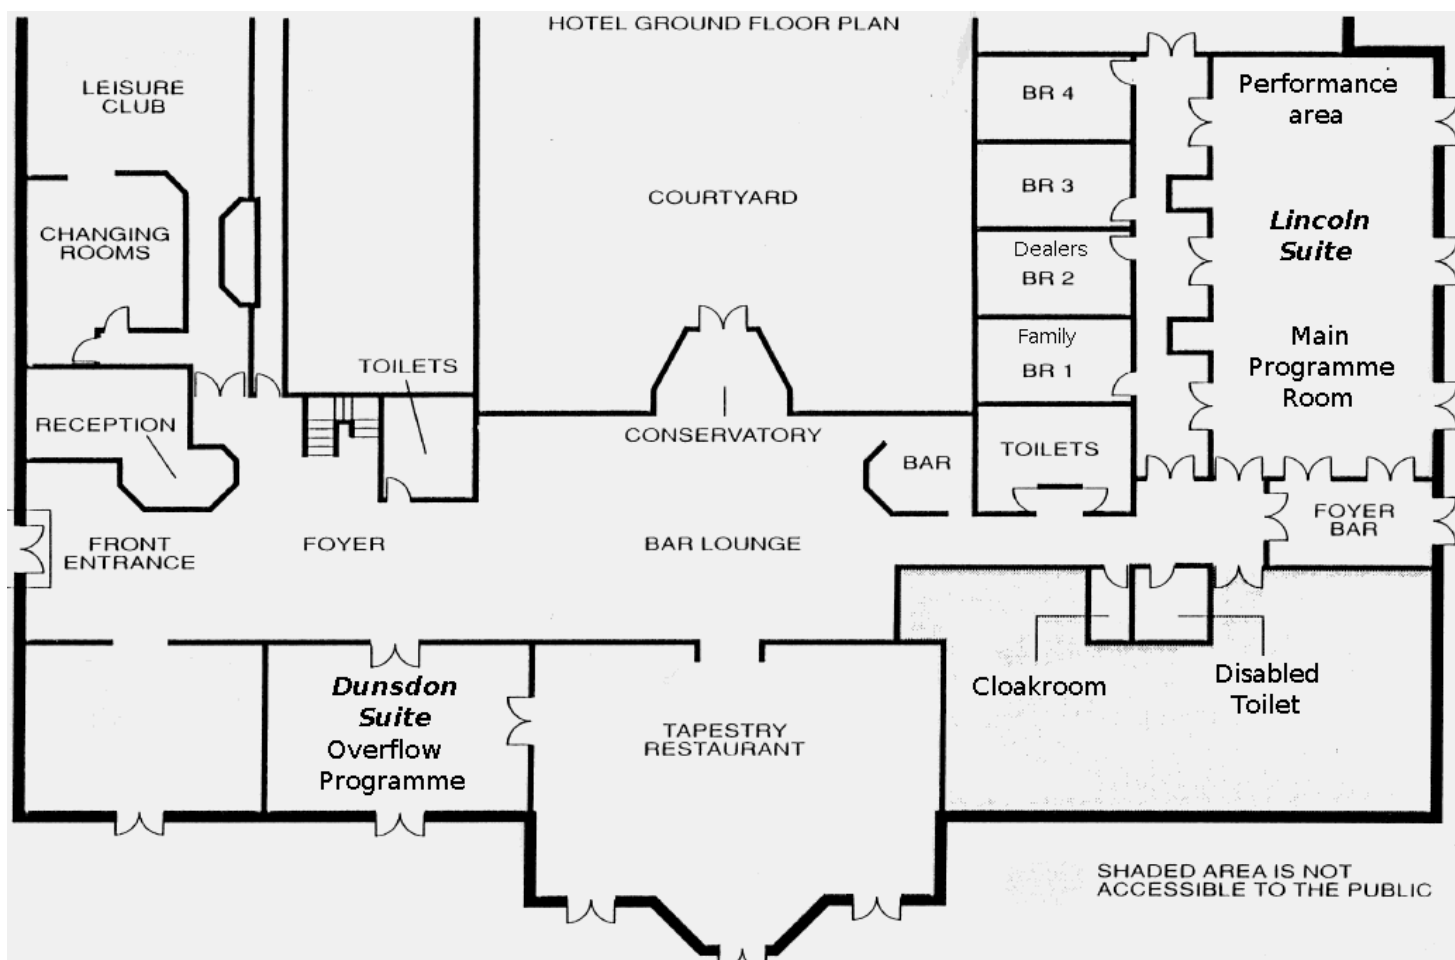 HOTEL GROUND FLOOR PLAN
LEISURE
CLUB
BR 4
Performance
area
COURTYARD
BR 3
CHANGING
ROOMS
Lincoln
Suite
Dealers
BR 2
Family
BR 1
Main
Programme
Room
TOILETS
RECEPTION
CONSERVATORY
BAR
TOILETS
FOYER
BAR
FRONT
ENTRANCE
FOYER
BAR LOUNGE
Cloakroom
Disabled
Toilet
Dunsdon
Suite
Overflow
Programme
TAPESTRY
RESTAURANT
SHADED AREA IS NOT
ACCESSIBLE TO THE PUBLIC